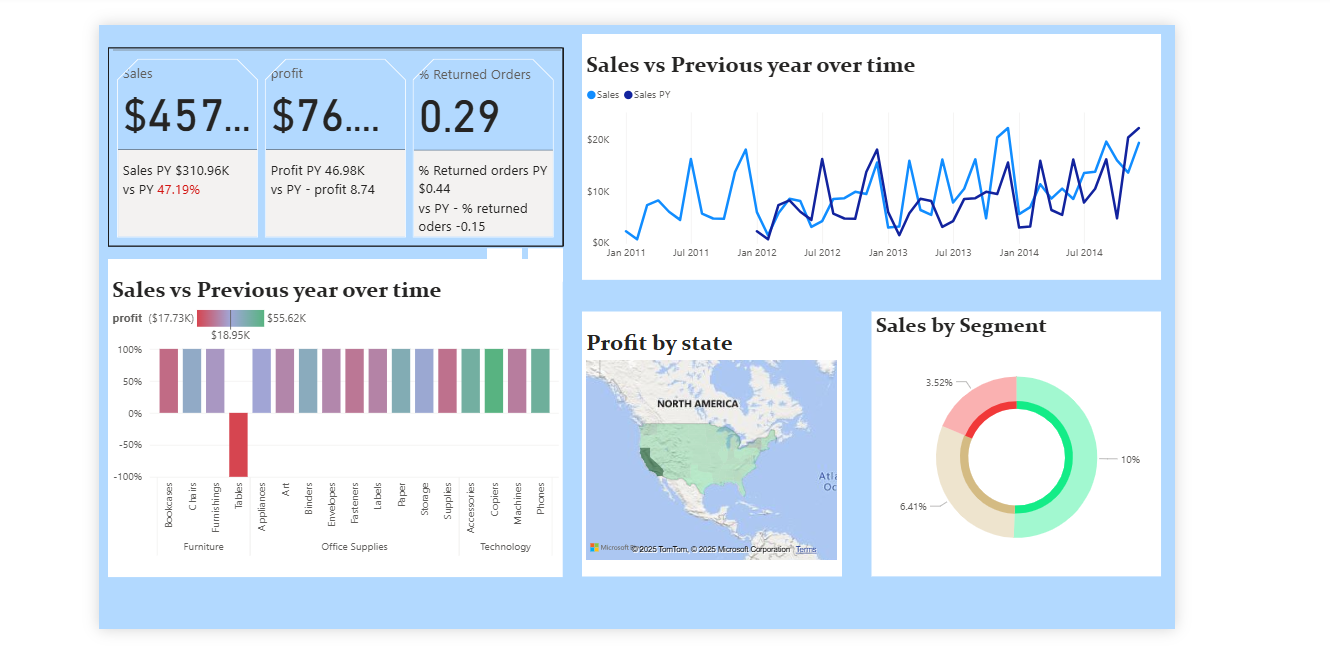 Sales
$457...
Sales PY $310.96K
vs PY 47.19%
profit
$76....
Profit PY 46.98K
vs PY - profit 8.74
% Returned Orders
0.29
% Returned orders PY
$0.44
vs PY - % returned
oders -0.15
Sales vs Previous year over time
Sales Sales PY
$20K
$10K
$0K
Jan 2011 Jul 2011 Jan 2012 Jul 2012 Jan 2013 Jul 2013 Jan 2014 Jul 2014
Sales vs Previous year over time
profit ($17.73K) $55.62K
$18.95K
100%
50%
0%
-50%
-100%
Bookcases
Chairs
Furnishings
Tables
Appliances
Art
Binders
Envelopes
Fasteners
Labels
Paper
Storage
Supplies
Accessories
Copiers
Machines
Phones
Furniture Office Supplies Technology
Profit by state
NORTH AMERICA
Microsoft
© 2025 TomTom, © 2025 Microsoft Corporation Terms
Sales by Segment
3.52%
10%
6.41%